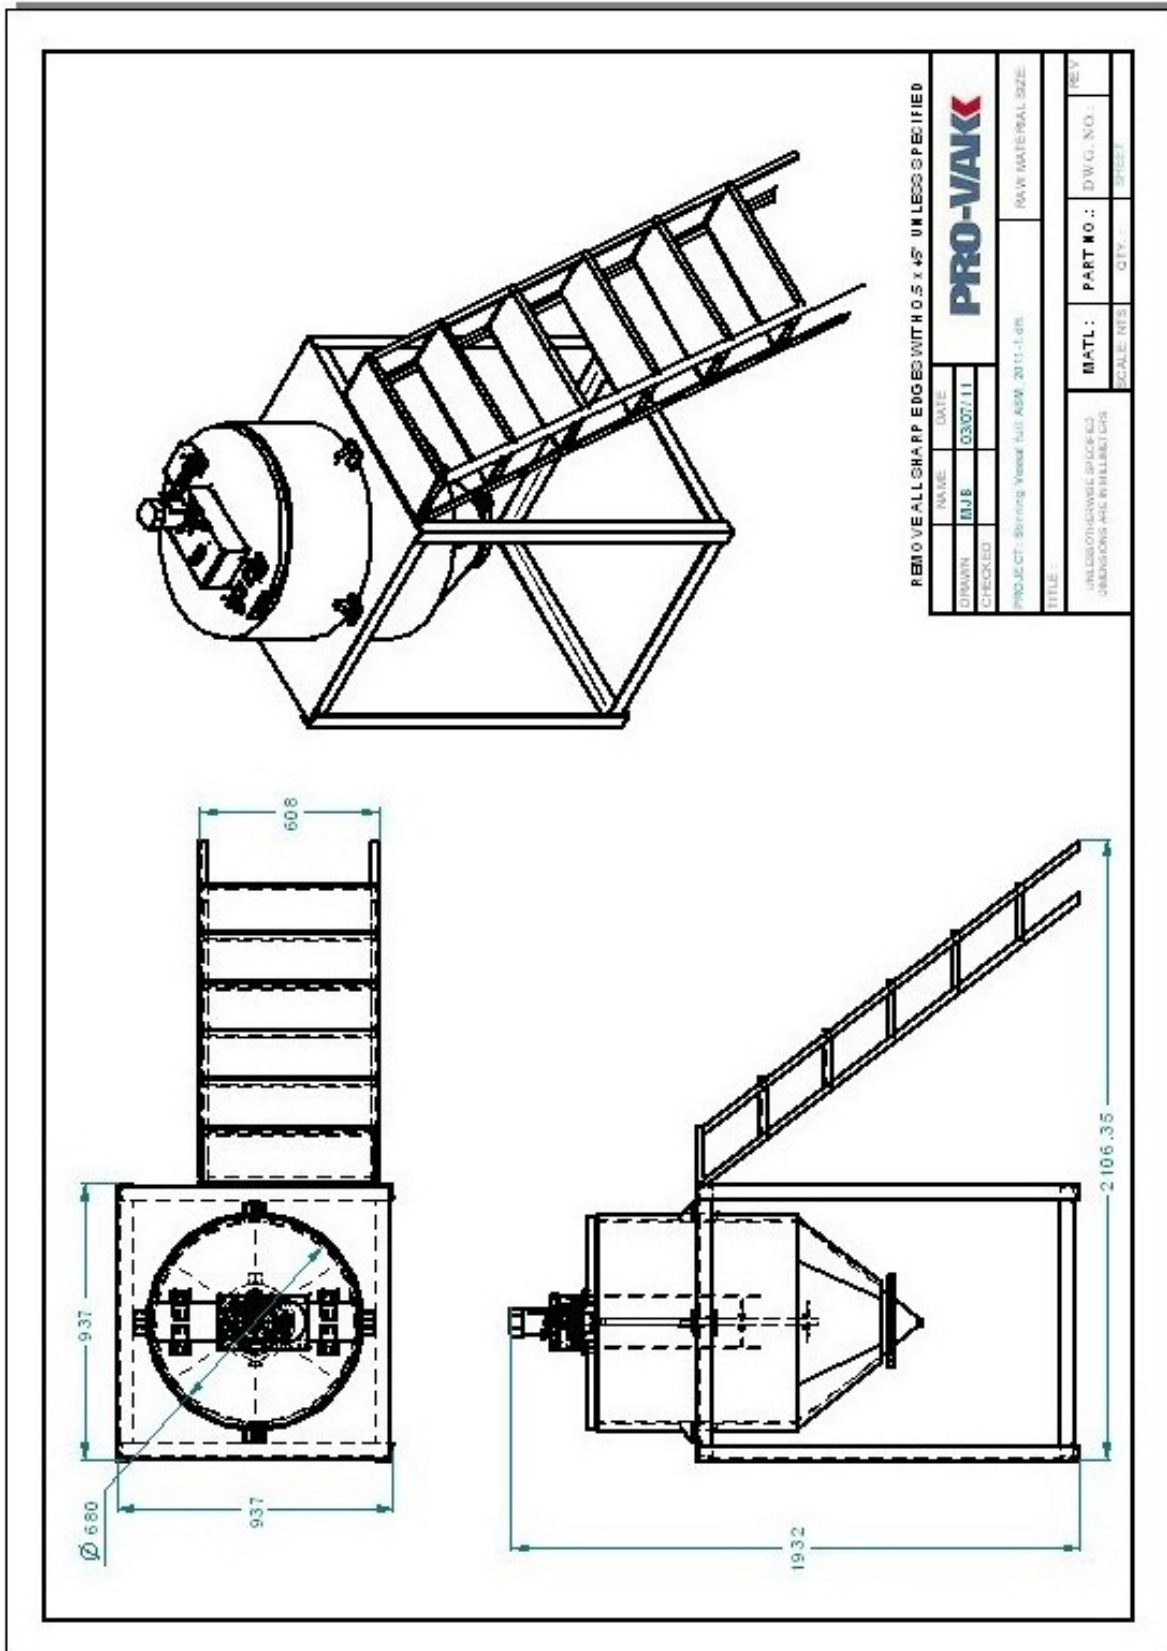 608
937
Ø 680
937
1932
2106.35
REMOVE ALL SHARP EDGES WITH 0.5 x 45° UNLESS SPECIFIED
NAME DATE
DRAWN MJB 03/07/11
CHECKED
PRO-VAK
PROJECT: Stirring Vessel full ASM, 2011-1.dft
RAW MATERIAL SIZE:
TITLE:
UNLESS OTHERWISE SPECIFIED
DIMENSIONS ARE IN MILLIMETERS
MATL: PART NO.: DWG. NO.: REV
SCALE: NTS QTY.: SHEET